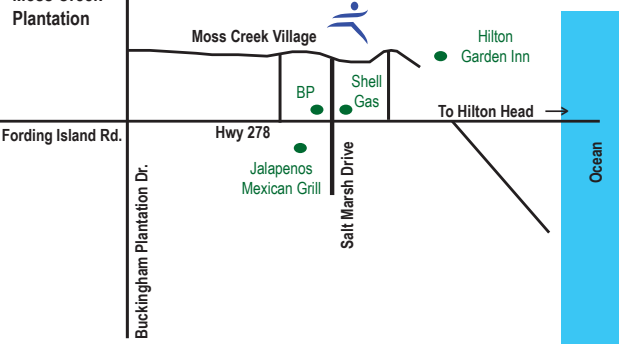 Plantation
Moss Creek Village
Hilton
Garden Inn
BP
Shell
Gas
To Hilton Head →
Fording Island Rd.
Hwy 278
Jalapenos
Mexican Grill
Buckingham Plantation Dr.
Salt Marsh Drive
Ocean